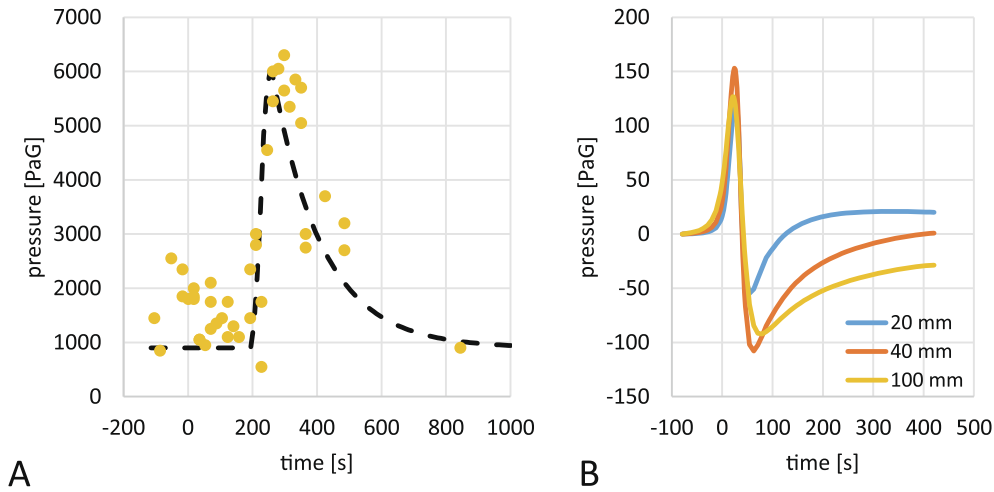 7000
6000
5000
4000
3000
2000
1000
0
-200 0 200 400 600 800 1000
pressure [PaG]
time [s]
A
200
150
100
50
0
-50
-100
-150
-100 0 100 200 300 400 500
pressure [PaG]
time [s]
20 mm
40 mm
100 mm
B